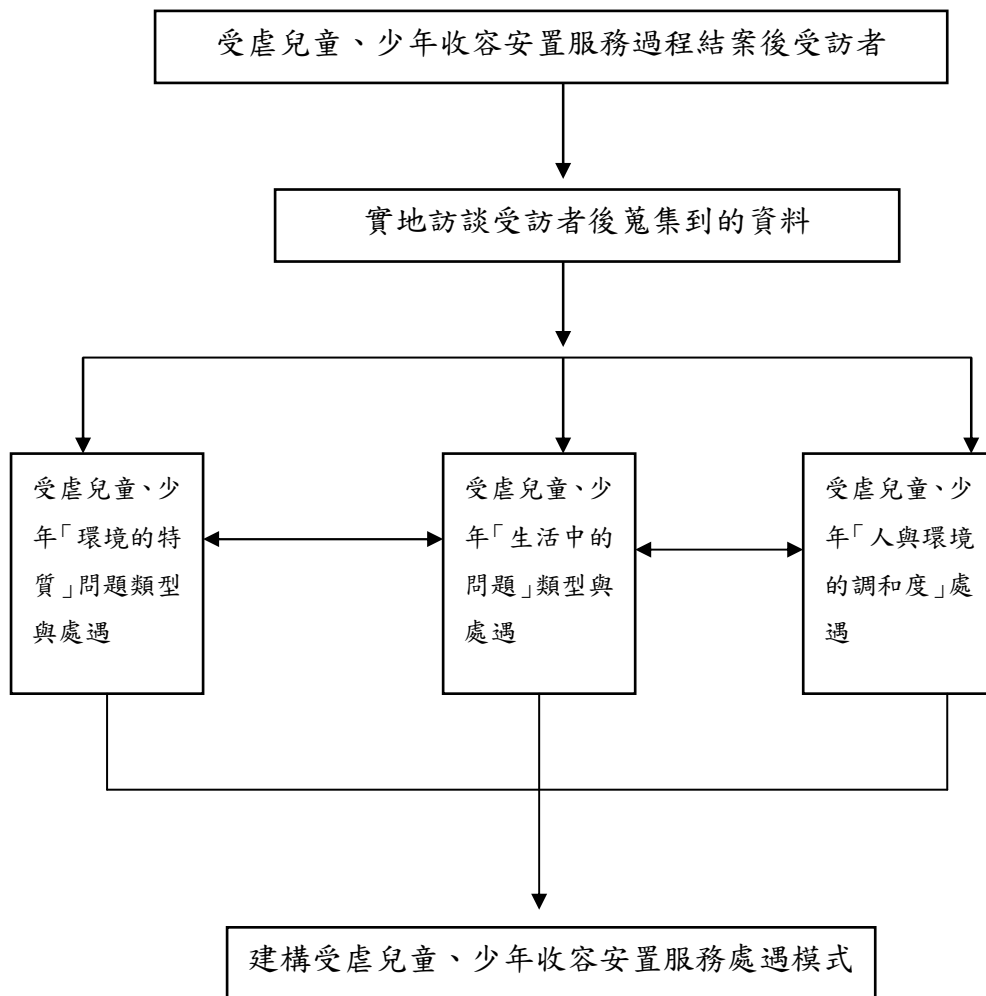 受虐兒童、少年收容安置服務過程結案後受訪者
實地訪談受訪者後蒐集到的資料
受虐兒童、少
年「環境的特
質」問題類型
與處遇
受虐兒童、少
年「生活中的
問題」類型與
處遇
受虐兒童、少
年「人與環境
的調和度」處
遇
建構受虐兒童、少年收容安置服務處遇模式